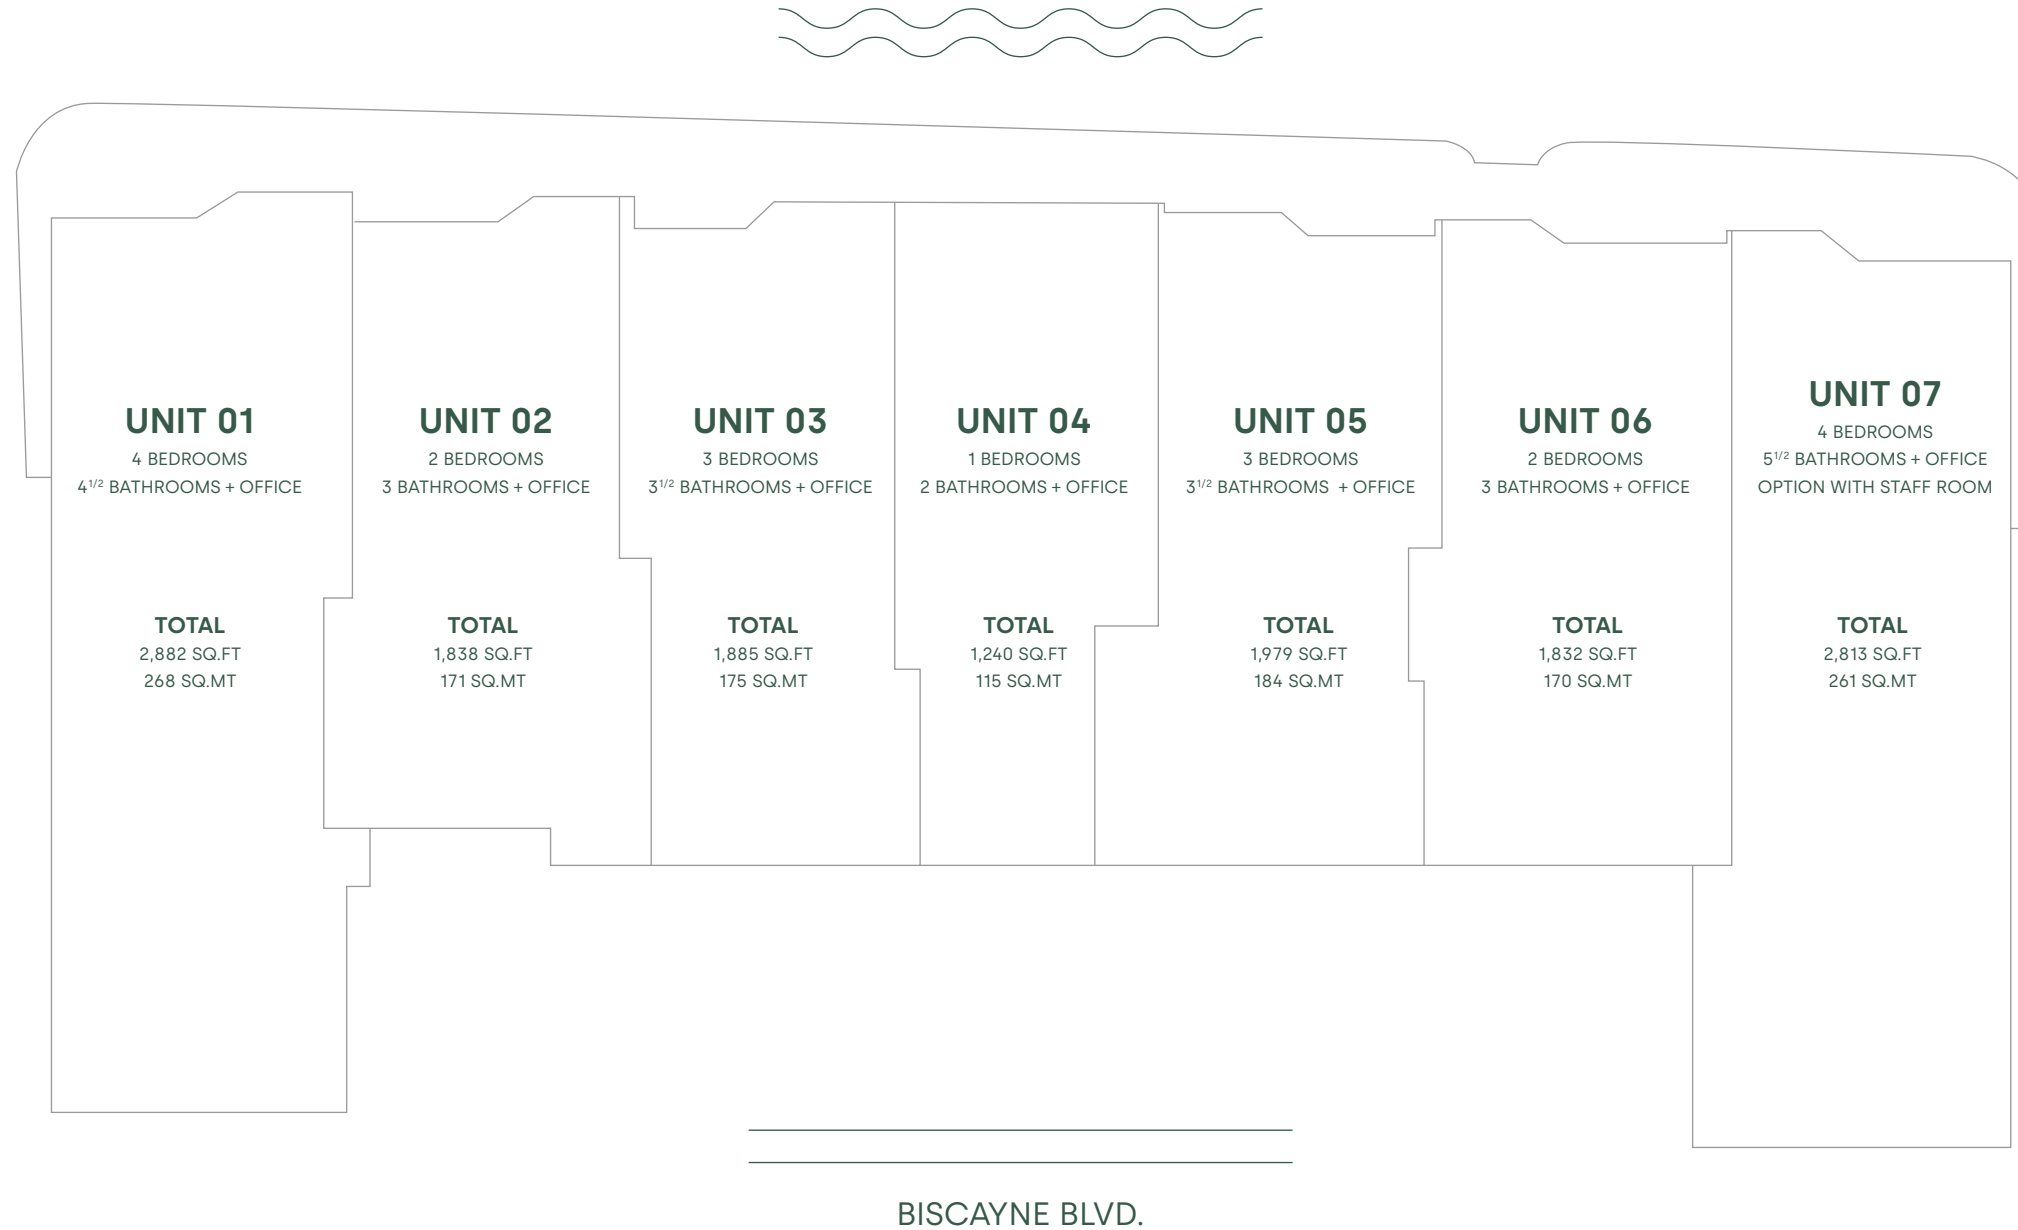 UNIT 01
4 BEDROOMS
4 1/2 BATHROOMS + OFFICE
TOTAL
2,882 SQ.FT
268 SQ.MT
UNIT 02
2 BEDROOMS
3 BATHROOMS + OFFICE
TOTAL
1,838 SQ.FT
171 SQ.MT
UNIT 03
3 BEDROOMS
3 1/2 BATHROOMS + OFFICE
TOTAL
1,885 SQ.FT
175 SQ.MT
UNIT 04
1 BEDROOMS
2 BATHROOMS + OFFICE
TOTAL
1,240 SQ.FT
115 SQ.MT
UNIT 05
3 BEDROOMS
3 1/2 BATHROOMS + OFFICE
TOTAL
1,979 SQ.FT
184 SQ.MT
UNIT 06
2 BEDROOMS
3 BATHROOMS + OFFICE
TOTAL
1,832 SQ.FT
170 SQ.MT
UNIT 07
4 BEDROOMS
5 1/2 BATHROOMS + OFFICE
OPTION WITH STAFF ROOM
TOTAL
2,813 SQ.FT
261 SQ.MT
BISCAYNE BLVD.